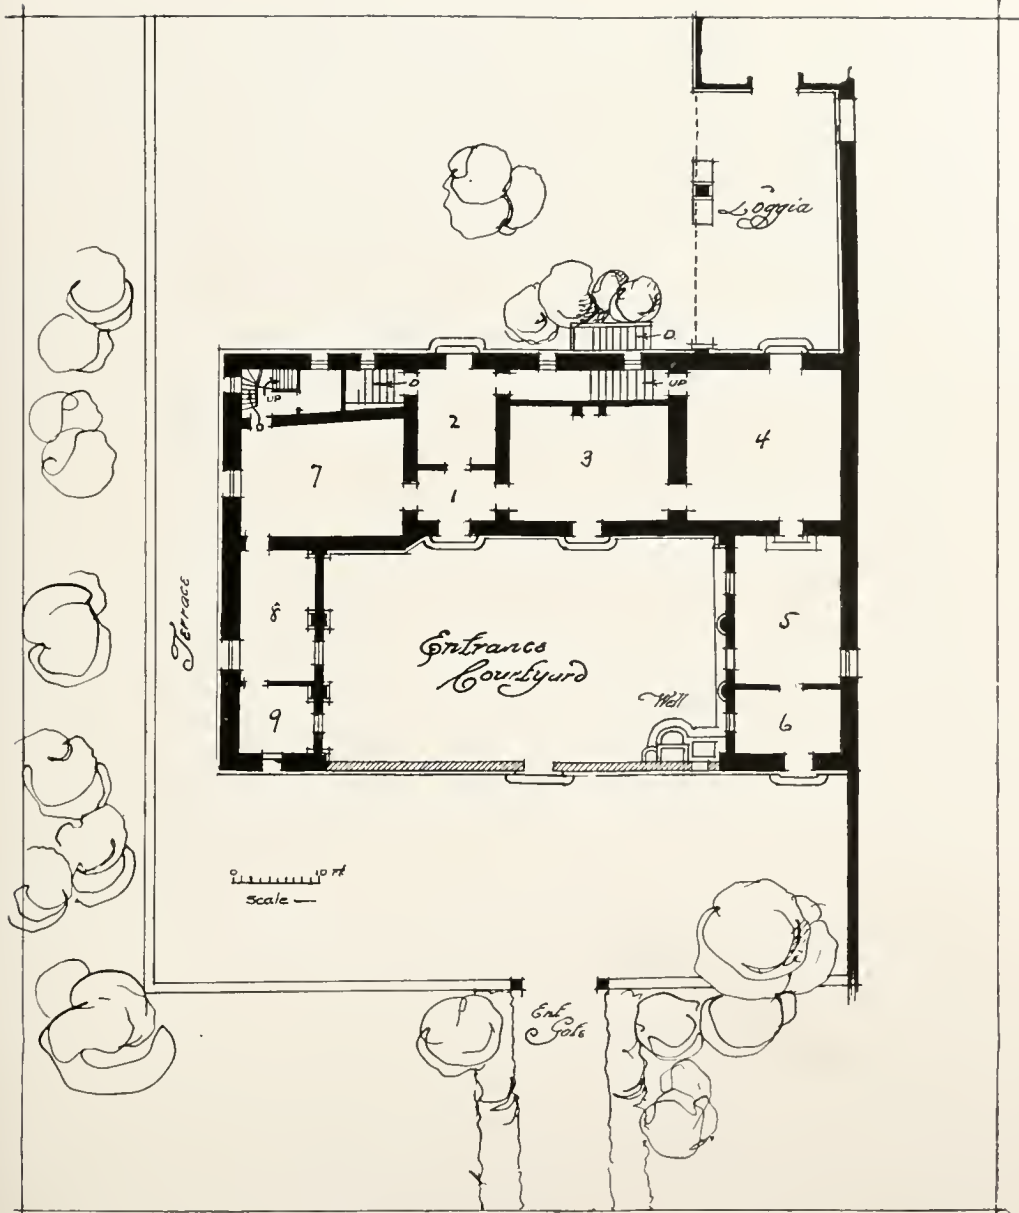 Loggia
D.
UP
D
UP
D
2
4
3
7
1
Terrace
8
Entrance
Courtyard
5
Well
9
6
0 10 Ft
Scale
Ent
Gate